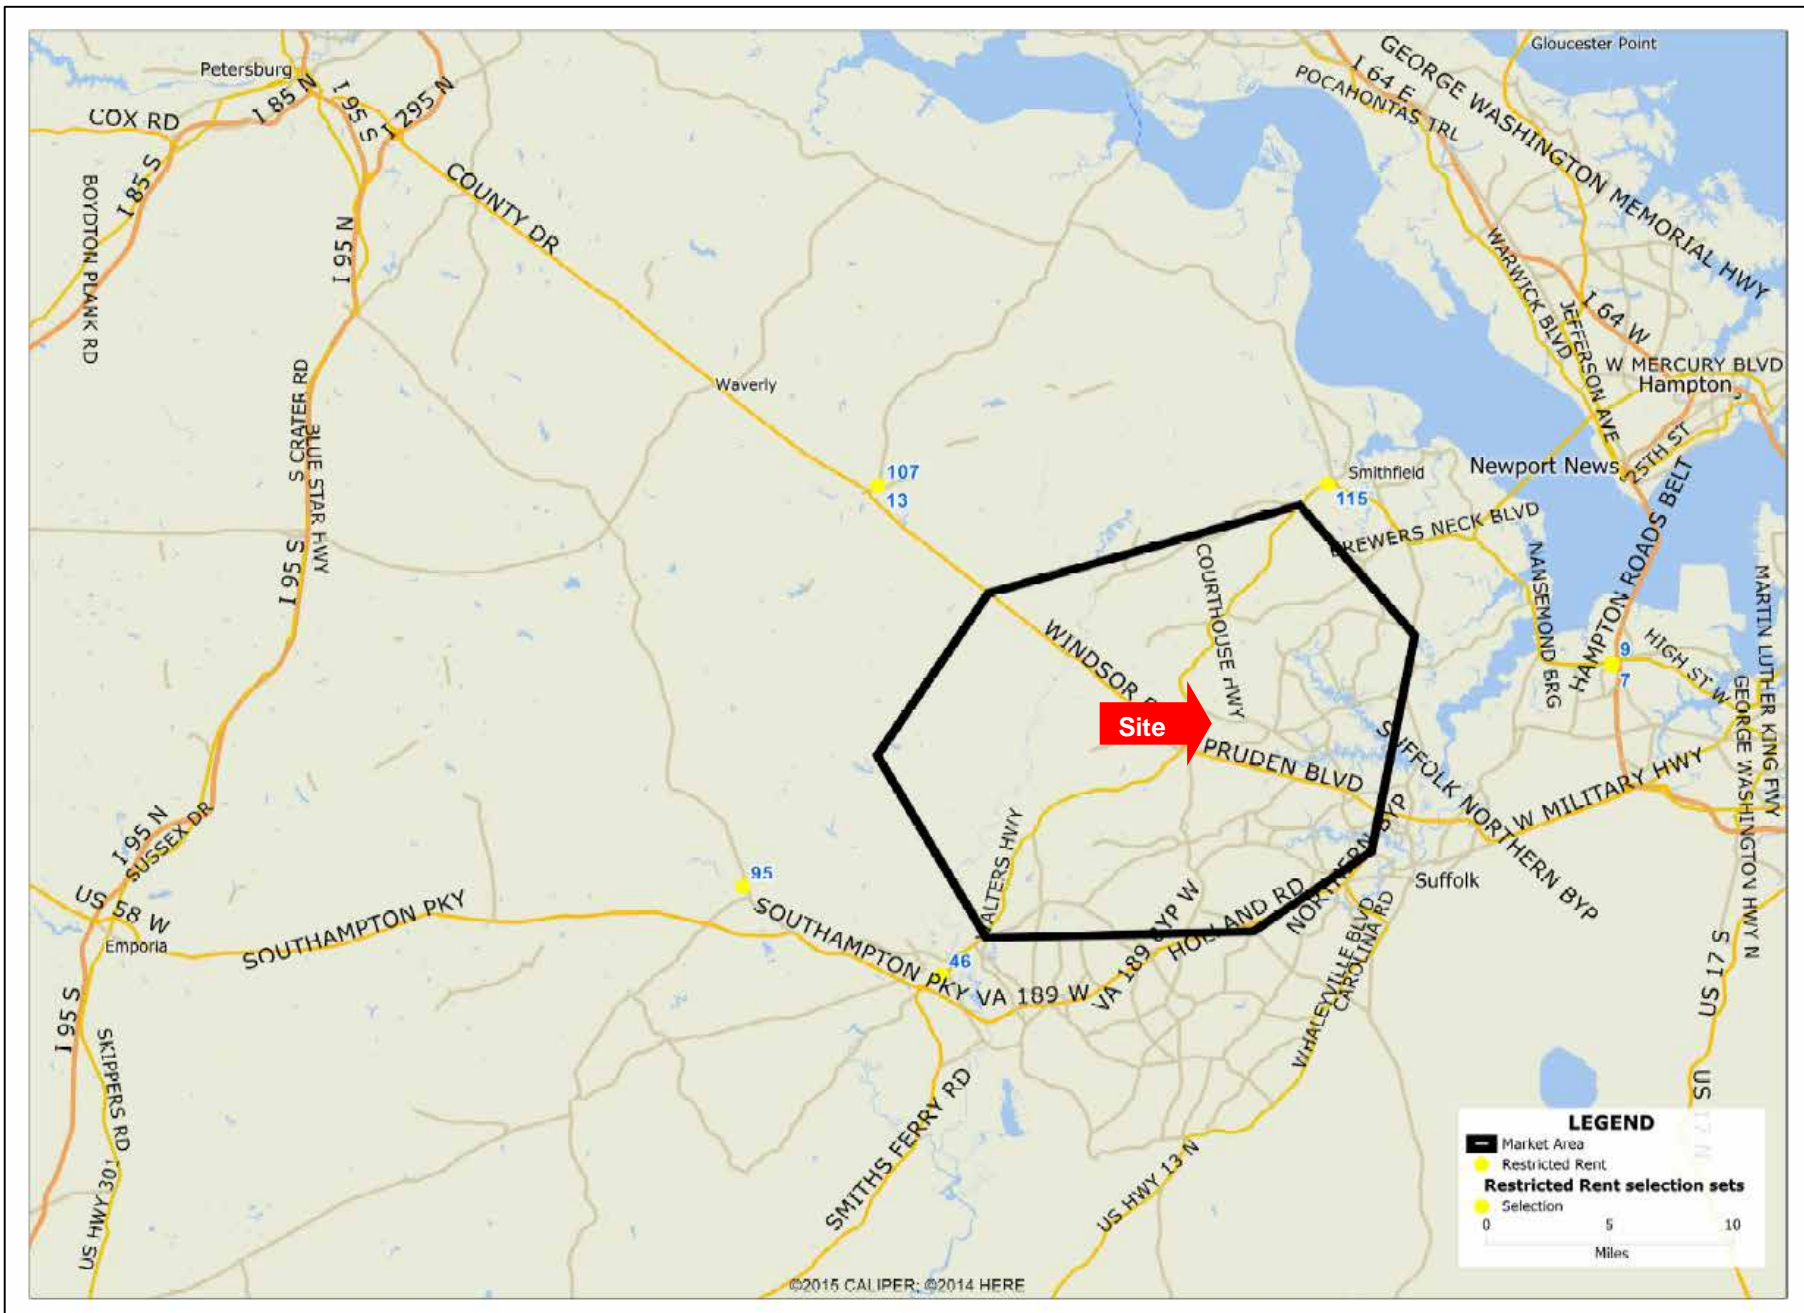 Gloucester Point
GEORGE WASHINGTON MEMORIAL HWY
I 64 E
POCAHONTAS TRL
Petersburg
I 85 N
I 95 S
I 295 N
COX RD
I 85 S
BOYDTON PLANK RD
COUNTY DR
I 95 N
WARWICK BLVD
JEFFERSON AVE
I 64 W
W MERCURY BLVD
Hampton
Waverly
S CRATER RD
BLUE STAR HWY
107
13
Smithfield
115
Newport News
25TH ST
HAMPTON ROADS BELT
BREWERS NECK BLVD
I 95 S
COURTHOUSE HWY
NANSEMOND BRG
MARTIN LUTHER KING FWY
WINDSOR
9
7
HIGH ST W
GEORGE WASHINGTON HWY N
Site
PRUDEN BLVD
SUFFOLK NORTHERN BYP
W MILITARY HWY
I 95 N
SUSSEX DR
WALTERS HWY
NORTHERN BYP
95
Suffolk
US 58 W
Emporia
SOUTHAMPTON PKY
SOUTHAMPTON PKY
HOLLAND RD
VA 189 BYP W
WHALEYVILLE BLVD
CAROLINA RD
46
VA 189 W
US 17 S
I 95 S
SKIPPERS RD
US HWY 301
SMITHS FERRY RD
US HWY 13 N
US 17 N
LEGEND
Market Area
Restricted Rent
Restricted Rent selection sets
Selection
0 5 10
Miles
©2015 CALIPER; ©2014 HERE